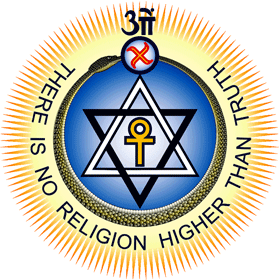 ओं
THERE IS NO RELIGION HIGHER THAN TRUTH